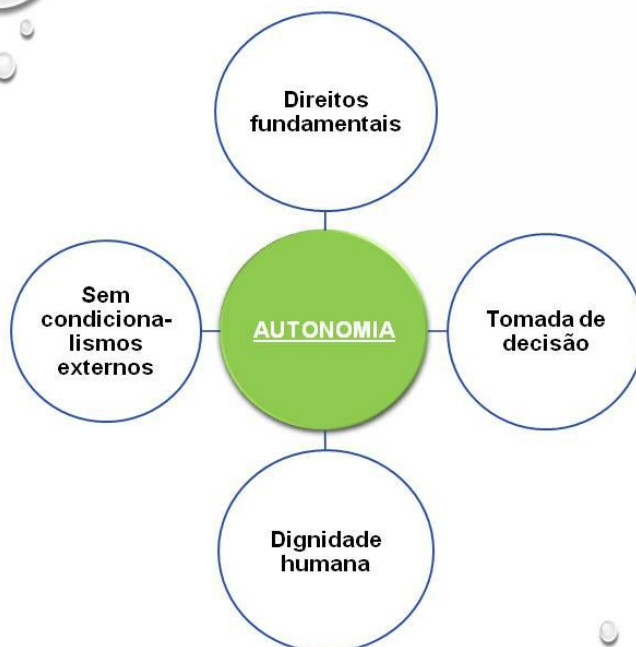 Direitos
fundamentais
Sem
condiciona-
lismos
externos
AUTONOMIA
Tomada de
decisão
Dignidade
humana